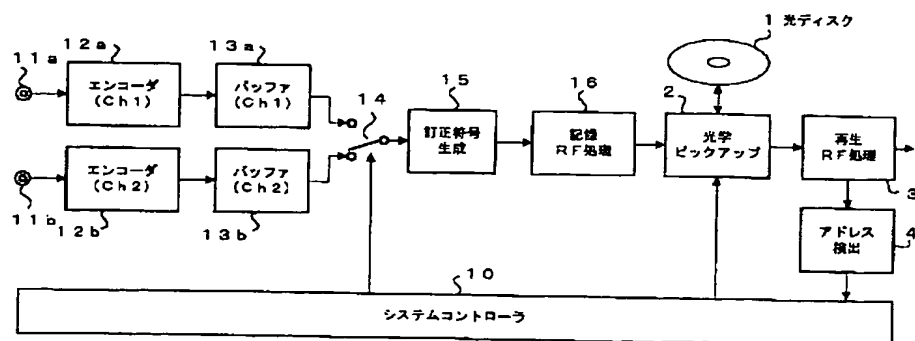 1 光ディスク
12a
13a
11a
エンコーダ
(Ch1)
バッファ
(Ch1)
14
15
訂正符号
生成
16
記録
RF処理
2
光学
ピックアップ
再生
RF処理
3
エンコーダ
(Ch2)
バッファ
(Ch2)
11b
12b
13b
アドレス
検出
4
10
システムコントローラ